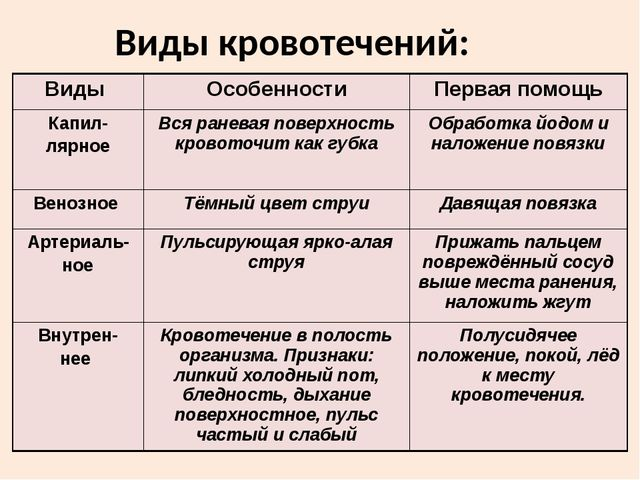 Виды кровотечений:
Виды Особенности Первая помощь
Капил-
лярное
Вся раневая поверхность
кровоточит как губка
Обработка йодом и
наложение повязки
Венозное
Тёмный цвет струи
Давящая повязка
Артериаль-
ное
Пульсирующая ярко-алая
струя
Прижать пальцем
повреждённый сосуд
выше места ранения,
наложить жгут
Внутрен-
нее
Кровотечение в полость
организма. Признаки:
липкий холодный пот,
бледность, дыхание
поверхностное, пульс
частый и слабый
Полусидячее
положение, покой, лёд
к месту
кровотечения.